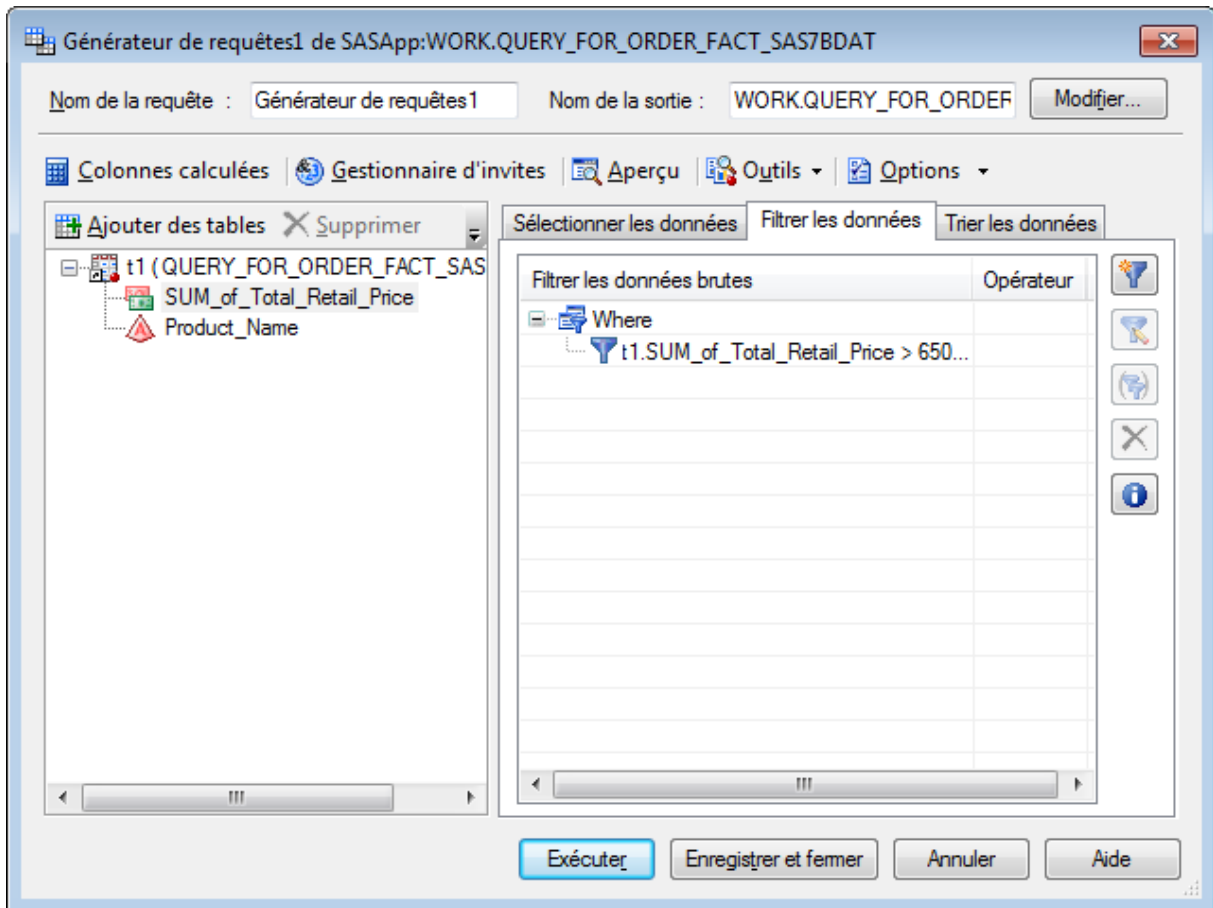 Générateur de requêtes1 de SASApp:WORK.QUERY_FOR_ORDER_FACT_SAS7BDAT
Nom de la requête : Générateur de requêtes1 Nom de la sortie : WORK.QUERY_FOR_ORDER Modifier...
Colonnes calculées Gestionnaire d'invites Aperçu Outils Options
Ajouter des tables Supprimer
t1 (QUERY_FOR_ORDER_FACT_SAS
SUM_of_Total_Retail_Price
Product_Name
Sélectionner les données Filtrer les données Trier les données
Filtrer les données brutes Opérateur
Where
t1.SUM_of_Total_Retail_Price > 650...
Exécuter Enregistrer et fermer Annuler Aide